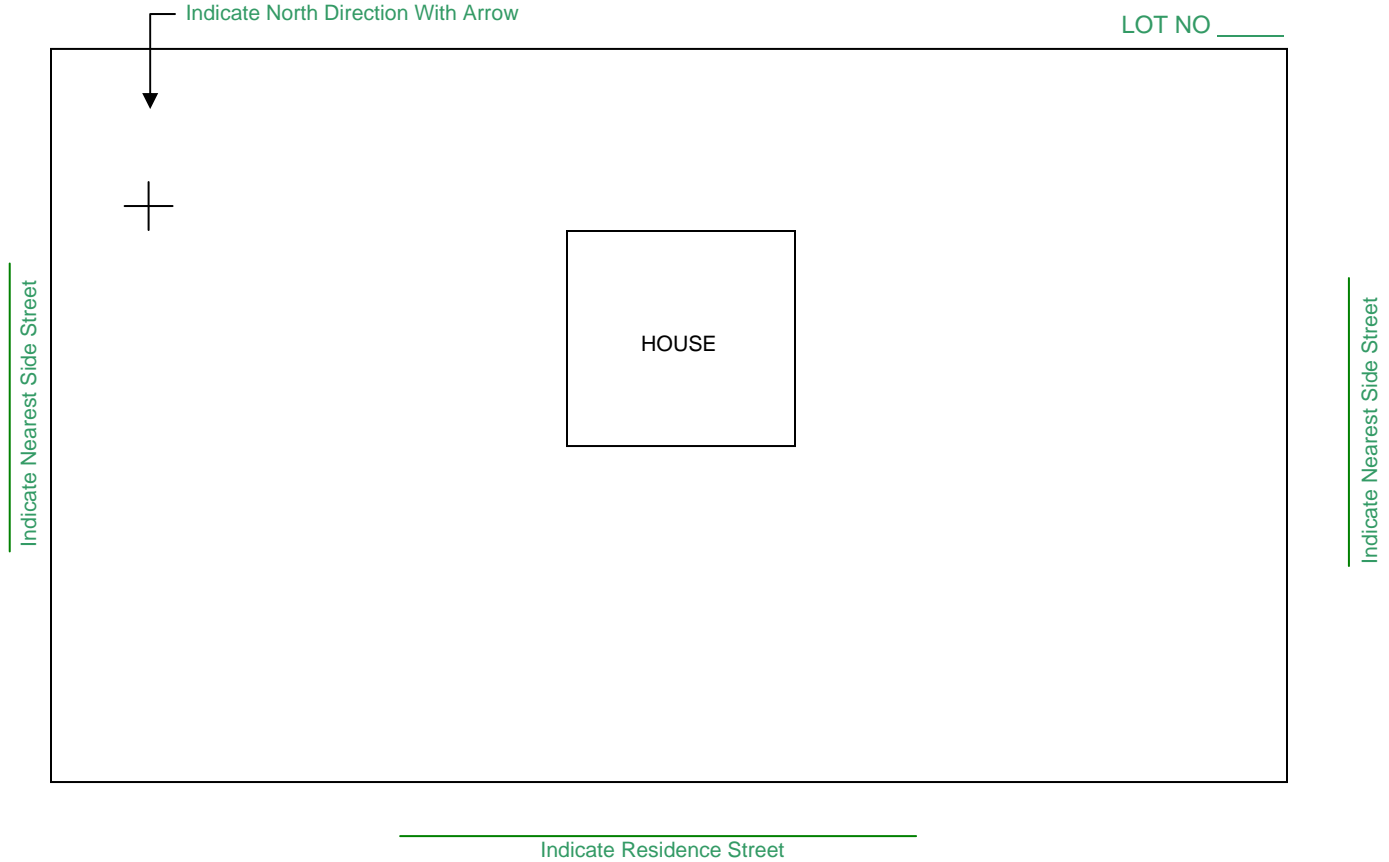 Indicate North Direction With Arrow
LOT NO ______
Indicate Nearest Side Street
HOUSE
Indicate Nearest Side Street
Indicate Residence Street